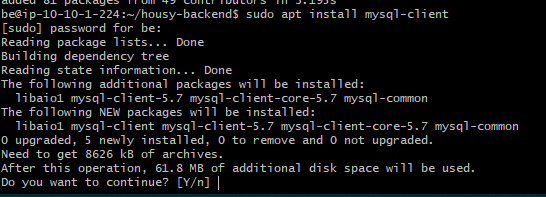 added 81 packages from 49 contributors in 5.195s
be@ip-10-10-1-224:~/housy-backend$ sudo apt install mysql-client
[sudo] password for be:
Reading package lists... Done
Building dependency tree
Reading state information... Done
The following additional packages will be installed:
  libaio1 mysql-client-5.7 mysql-client-core-5.7 mysql-common
The following NEW packages will be installed:
  libaio1 mysql-client mysql-client-5.7 mysql-client-core-5.7 mysql-common
0 upgraded, 5 newly installed, 0 to remove and 0 not upgraded.
Need to get 8626 kB of archives.
After this operation, 61.8 MB of additional disk space will be used.
Do you want to continue? [Y/n]